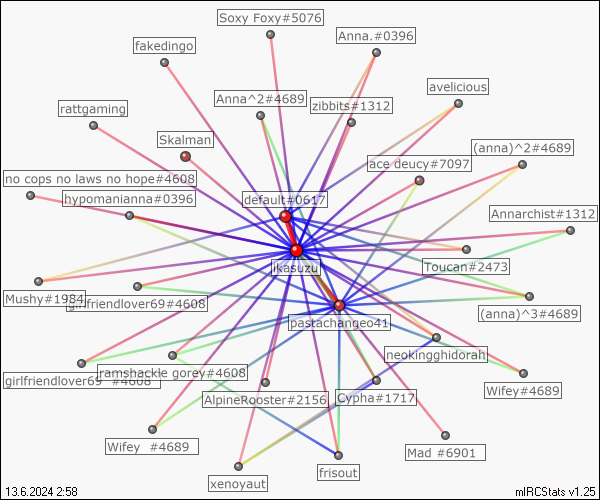 Soxy Foxy#5076
Anna.#0396
fakedingo
avelicious
Anna^2#4689
zibbits#1312
rattgaming
Skalman
(anna)^2#4689
ace deucy#7097
no cops no laws no hope#4608
hypomanianna#0396
default#0617
Annarchist#1312
ikasuzu
Toucan#2473
Mushy#1984
girlfriendlover69#4608
(anna)^3#4689
pastachangeo41
neokingghidorah
girlfriendlover69 #4608
ramshackle gorey#4608
Wifey#4689
AlpineRooster#2156
Cypha#1717
Wifey #4689
Mad #6901
frisout
xenoyaut
13.6.2024 2:58
mIRCStats v1.25